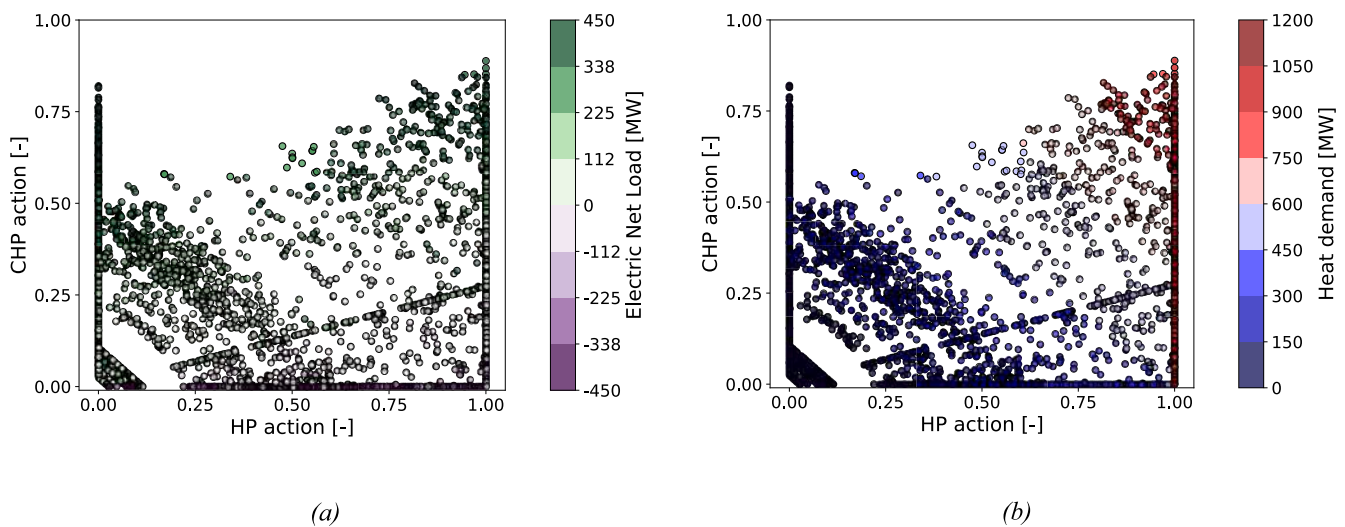 1.00
0.75
0.50
0.25
0.00
CHP action [-]
0.00 0.25 0.50 0.75 1.00
HP action [-]
450
338
225
112
0
-112
-225
-338
-450
Electric Net Load [MW]
(a)
1.00
0.75
0.50
0.25
0.00
CHP action [-]
0.00 0.25 0.50 0.75 1.00
HP action [-]
1200
1050
900
750
600
450
300
150
0
Heat demand [MW]
(b)